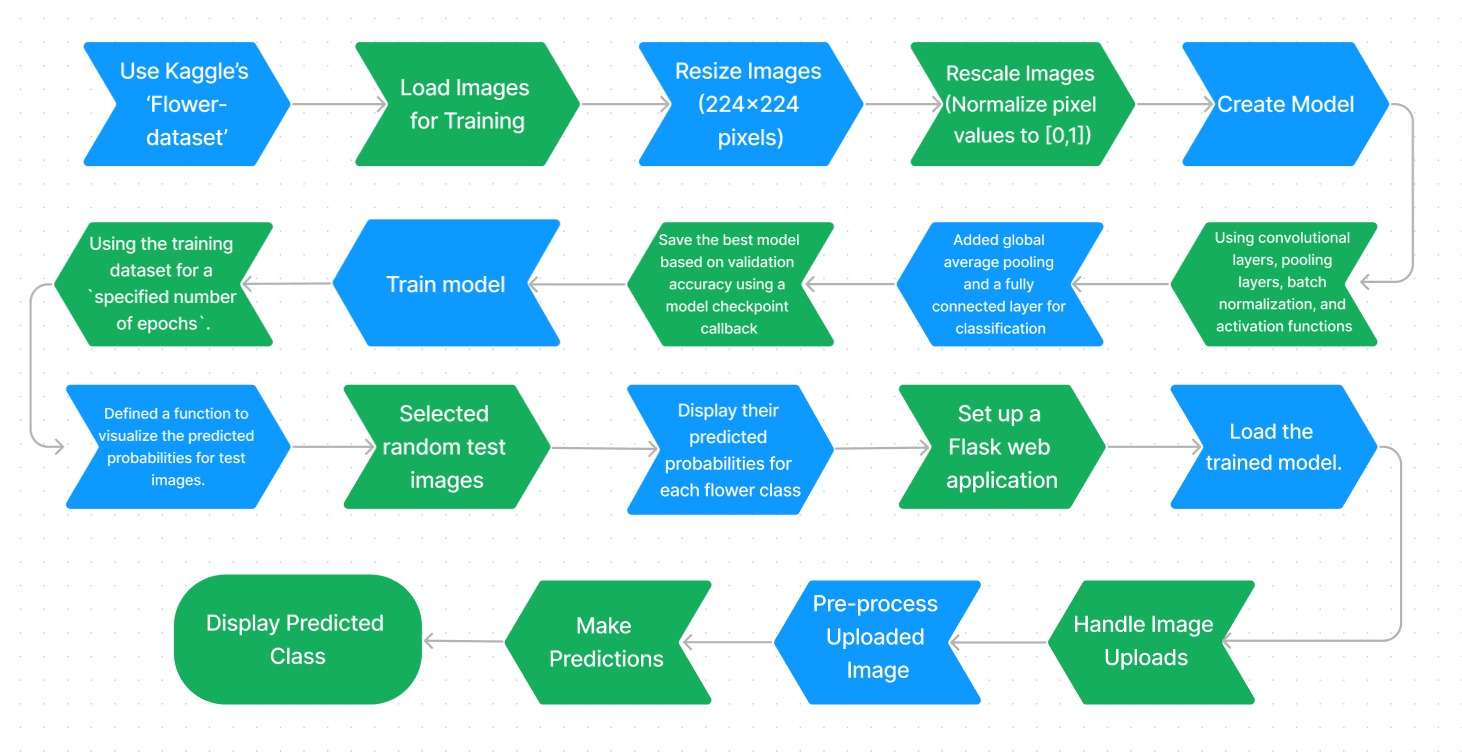 Use Kaggle’s
‘Flower-
dataset’
Load Images
for Training
Resize Images
(224×224
pixels)
Rescale Images
(Normalize pixel
values to [0,1])
Create Model
Using convolutional
layers, pooling
layers, batch
normalization, and
activation functions
Added global
average pooling
and a fully
connected layer for
classification
Save the best model
based on validation
accuracy using a
model checkpoint
callback
Train model
Using the training
dataset for a
`specified number
of epochs`.
Defined a function to
visualize the predicted
probabilities for test
images.
Selected
random test
images
Display their
predicted
probabilities for
each flower class
Set up a
Flask web
application
Load the
trained model.
Handle Image
Uploads
Pre-process
Uploaded
Image
Make
Predictions
Display Predicted
Class